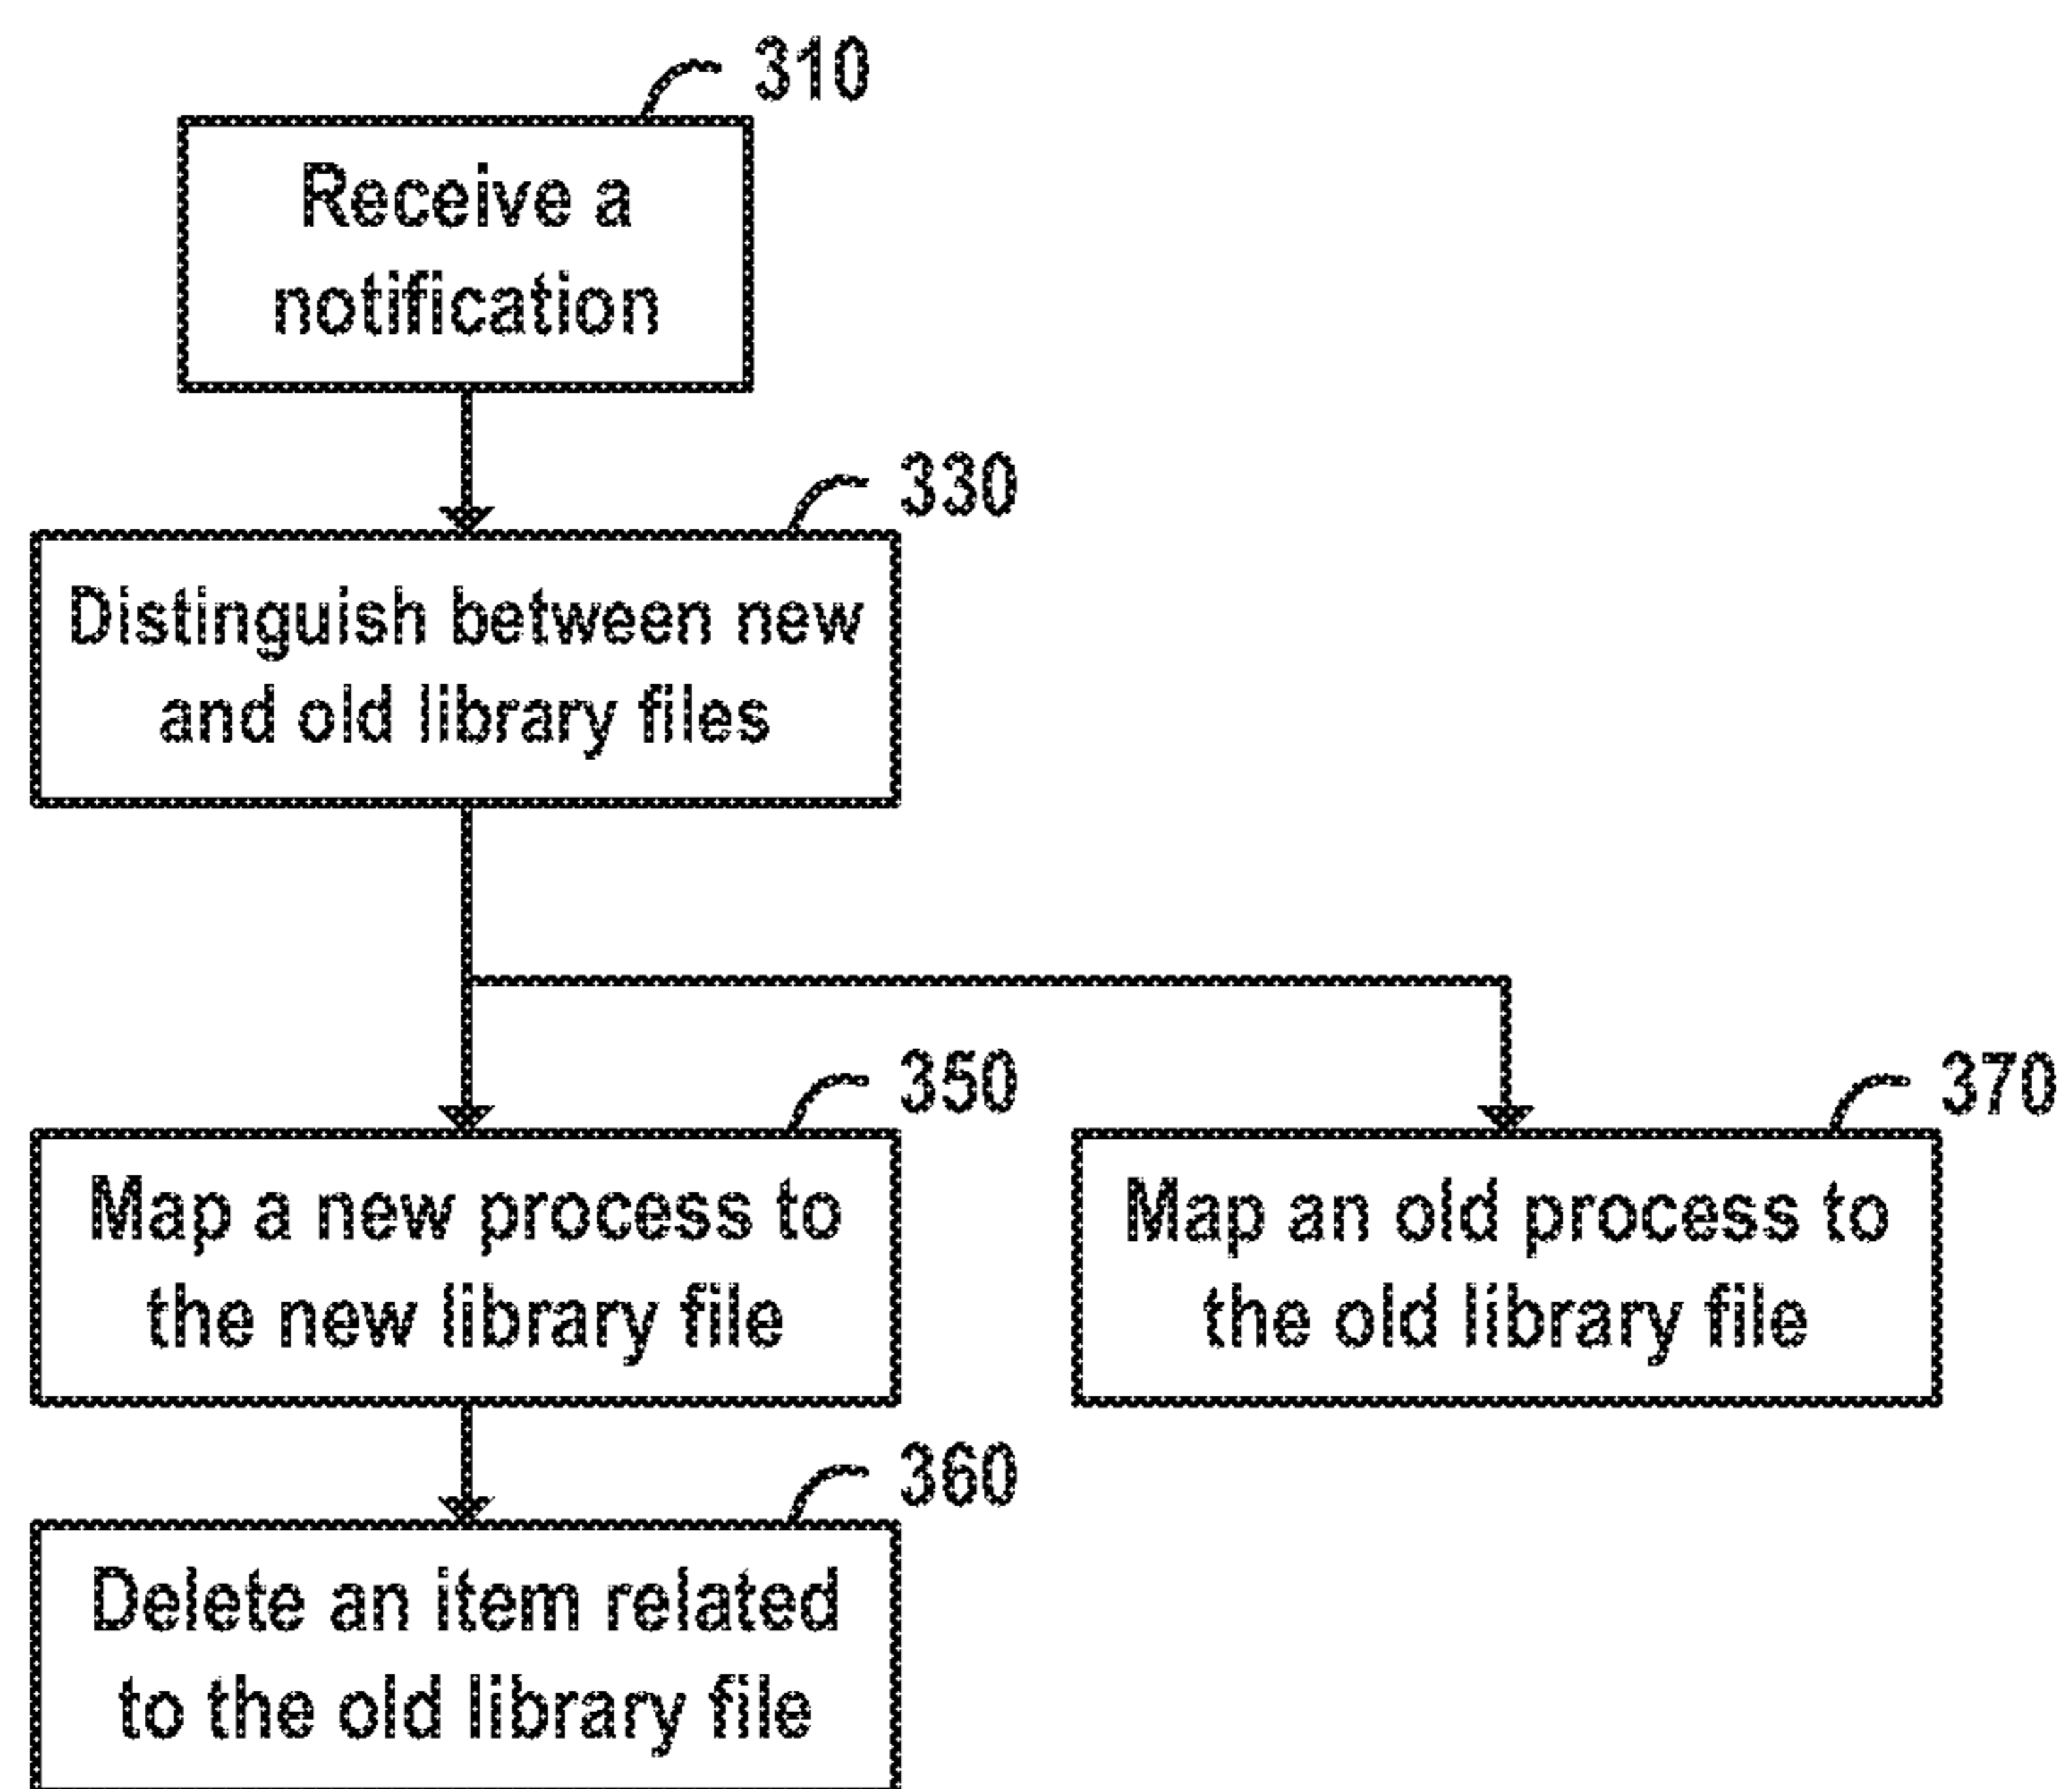 310
Receive a
notification
330
Distinguish between new
and old library files
350
Map a new process to
the new library file
370
Map an old process to
the old library file
360
Delete an item related
to the old library file